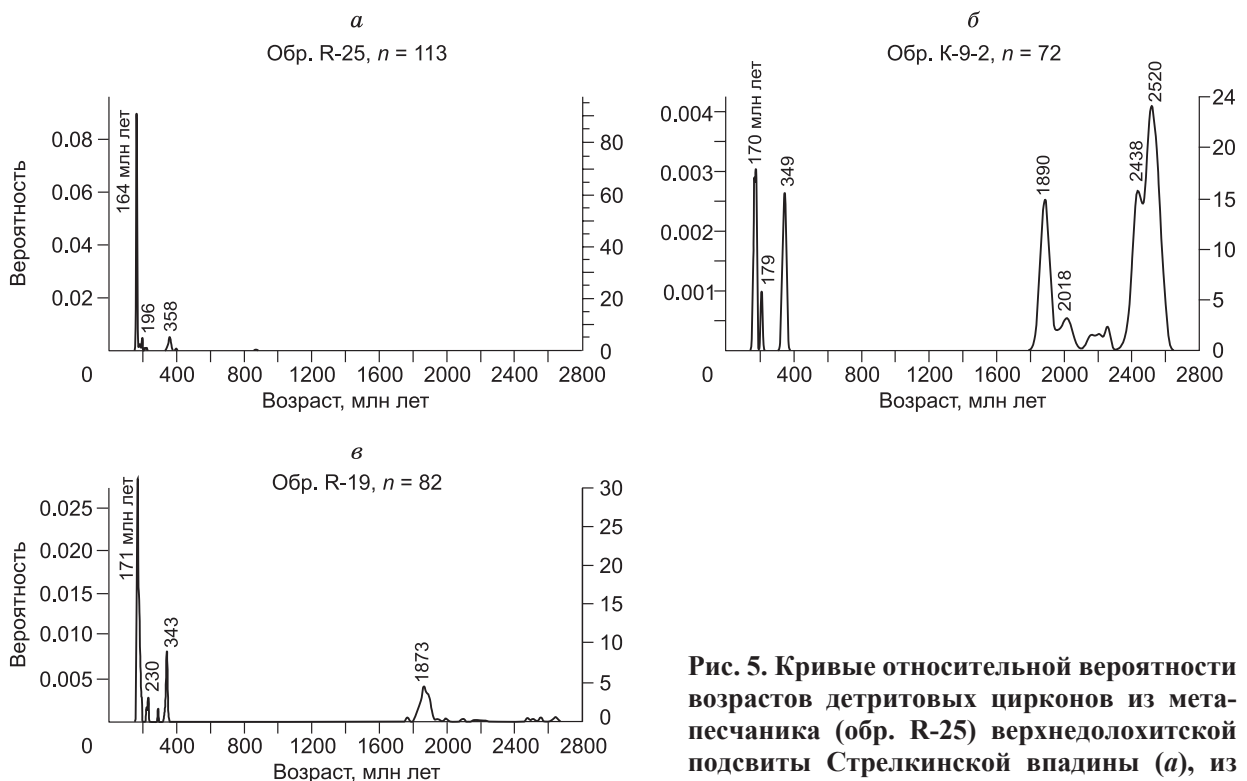 а
Обр. R-25, n = 113
Вероятность
0.08
0.06
0.04
0.02
164 млн лет
196
358
80
60
40
20
0
0 400 800 1200 1600 2000 2400 2800
Возраст, млн лет
б
Обр. К-9-2, n = 72
0.004
0.003
0.002
0.001
170 млн лет
179
349
1890
2018
2438
2520
24
20
15
10
5
0
0 400 800 1200 1600 2000 2400 2800
Возраст, млн лет
в
Обр. R-19, n = 82
Вероятность
0.025
0.020
0.015
0.010
0.005
171 млн лет
230
343
1873
30
25
20
15
10
5
0
0 400 800 1200 1600 2000 2400 2800
Возраст, млн лет
Рис. 5. Кривые относительной вероятности
возрастов детритовых цирконов из мета-
песчаника (обр. R-25) верхнедолохитской
подсвиты Стрелкинской впадины (а), из